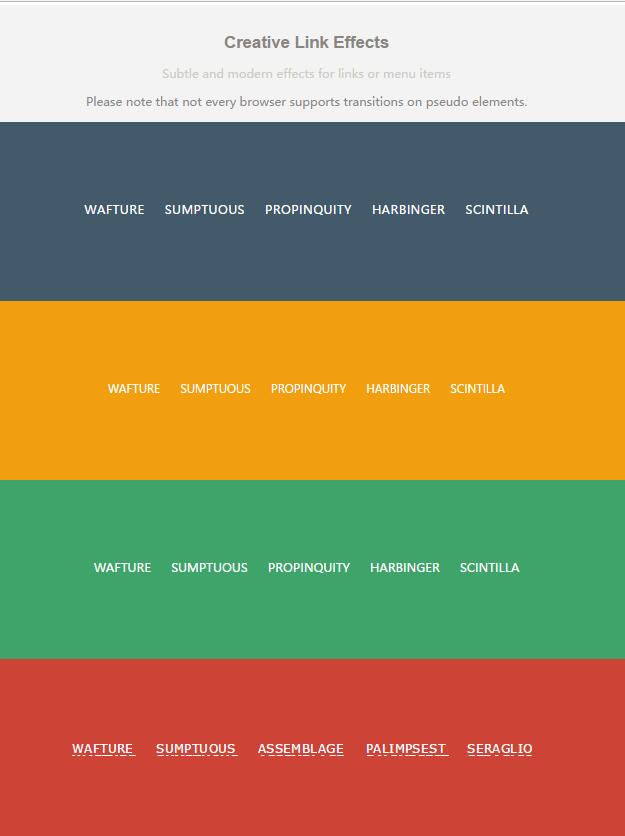 Creative Link Effects
Subtle and modern effects for links or menu items
Please note that not every browser supports transitions on pseudo elements.
WAFTURE SUMPTUOUS PROPINQUITY HARBINGER SCINTILLA
WAFTURE SUMPTUOUS PROPINQUITY HARBINGER SCINTILLA
WAFTURE SUMPTUOUS PROPINQUITY HARBINGER SCINTILLA
WAFTURE SUMPTUOUS ASSEMBLAGE PALIMPSEST SERAGLIO